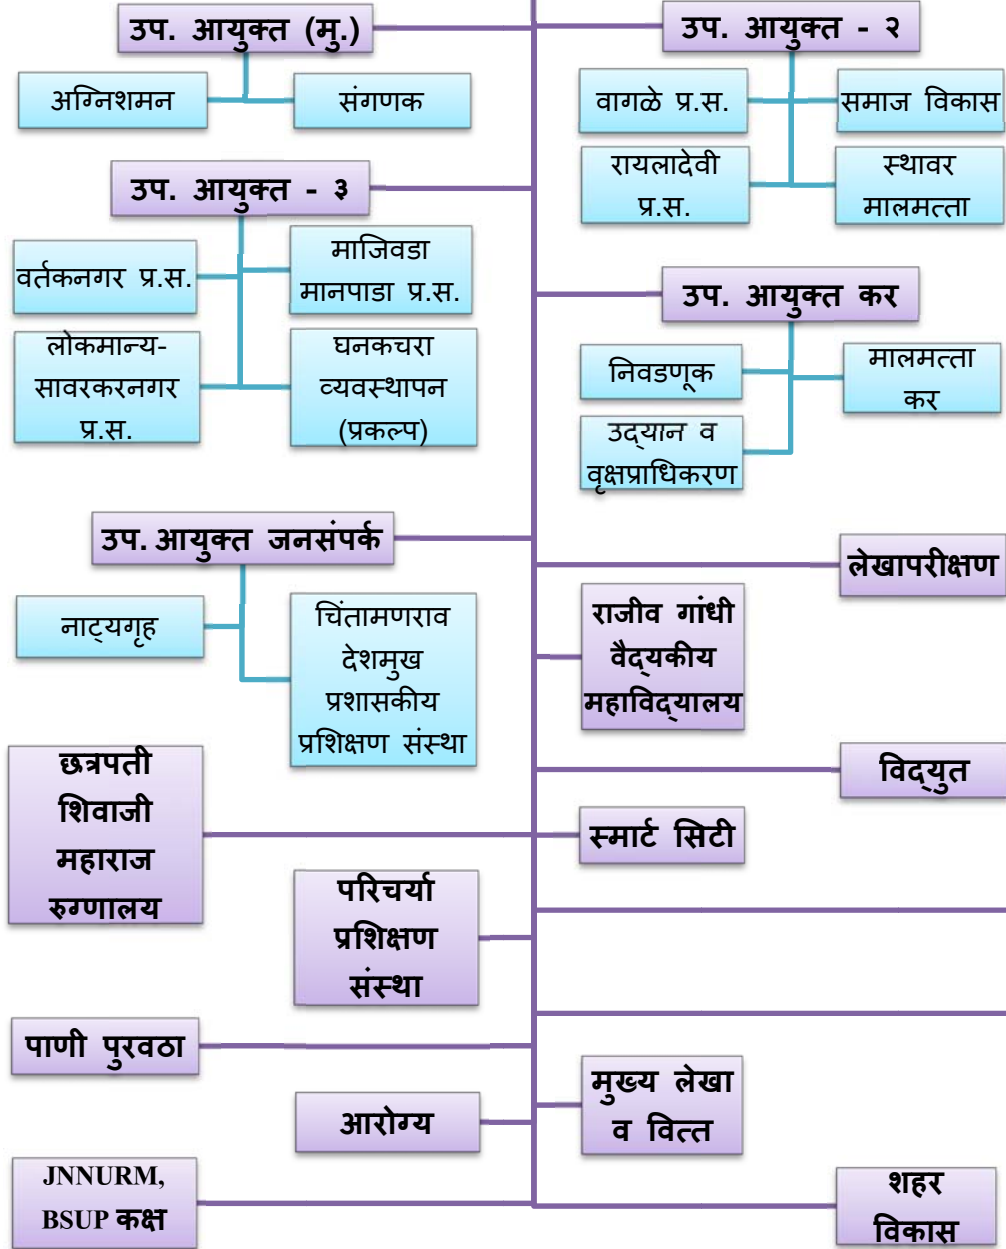 उप. आयुक्त (मु.)
उप. आयुक्त - २
अग्निशमन
संगणक
वागळे प्र.स.
समाज विकास
रायलादेवी
प्र.स.
स्थावर
मालमत्ता
उप. आयुक्त - ३
वर्तकनगर प्र.स.
माजिवडा
मानपाडा प्र.स.
लोकमान्य-
सावरकरनगर
प्र.स.
घनकचरा
व्यवस्थापन
(प्रकल्प)
उप. आयुक्त कर
निवडणूक
मालमत्ता
कर
उद्यान व
वृक्षप्राधिकरण
उप. आयुक्त जनसंपर्क
नाट्यगृह
चिंतामणराव
देशमुख
प्रशासकीय
प्रशिक्षण संस्था
लेखापरीक्षण
राजीव गांधी
वैद्यकीय
महाविद्यालय
छत्रपती
शिवाजी
महाराज
रुग्णालय
विद्युत
स्मार्ट सिटी
परिचर्या
प्रशिक्षण
संस्था
पाणी पुरवठा
मुख्य लेखा
व वित्त
आरोग्य
JNNURM,
BSUP कक्ष
शहर
विकास